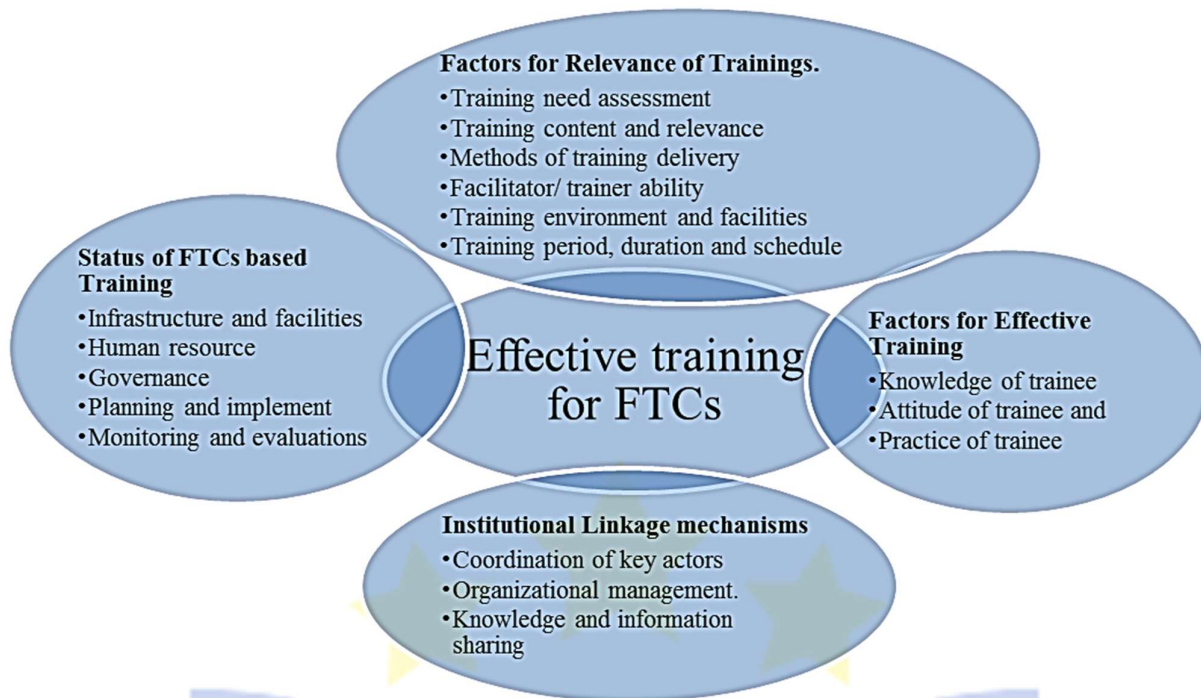 Factors for Relevance of Trainings.
•Training need assessment
•Training content and relevance
•Methods of training delivery
•Facilitator/ trainer ability
•Training environment and facilities
•Training period, duration and schedule
Status of FTCs based
Training
•Infrastructure and facilities
•Human resource
•Governance
•Planning and implement
•Monitoring and evaluations
Effective training
for FTCs
Factors for Effective
Training
•Knowledge of trainee
•Attitude of trainee and
•Practice of trainee
Institutional Linkage mechanisms
•Coordination of key actors
•Organizational management.
•Knowledge and information
sharing